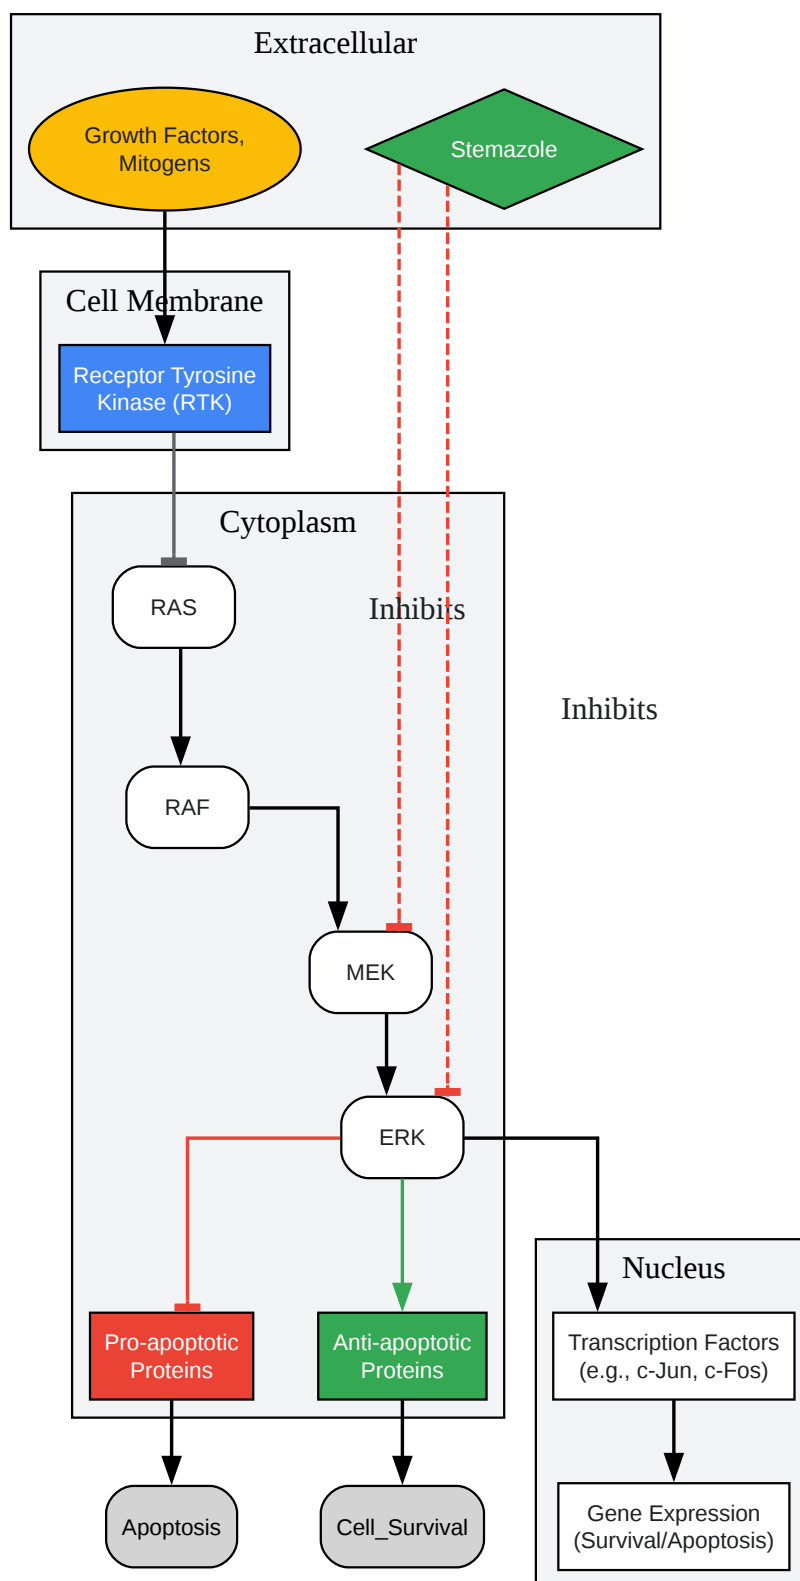 Extracellular
Growth Factors,
Mitogens
Stemazole
Cell Membrane
Receptor Tyrosine
Kinase (RTK)
Cytoplasm
RAS
Inhibits
Inhibits
RAF
MEK
ERK
Nucleus
Pro-apoptotic
Proteins
Anti-apoptotic
Proteins
Transcription Factors
(e.g., c-Jun, c-Fos)
Apoptosis
Cell_Survival
Gene Expression
(Survival/Apoptosis)